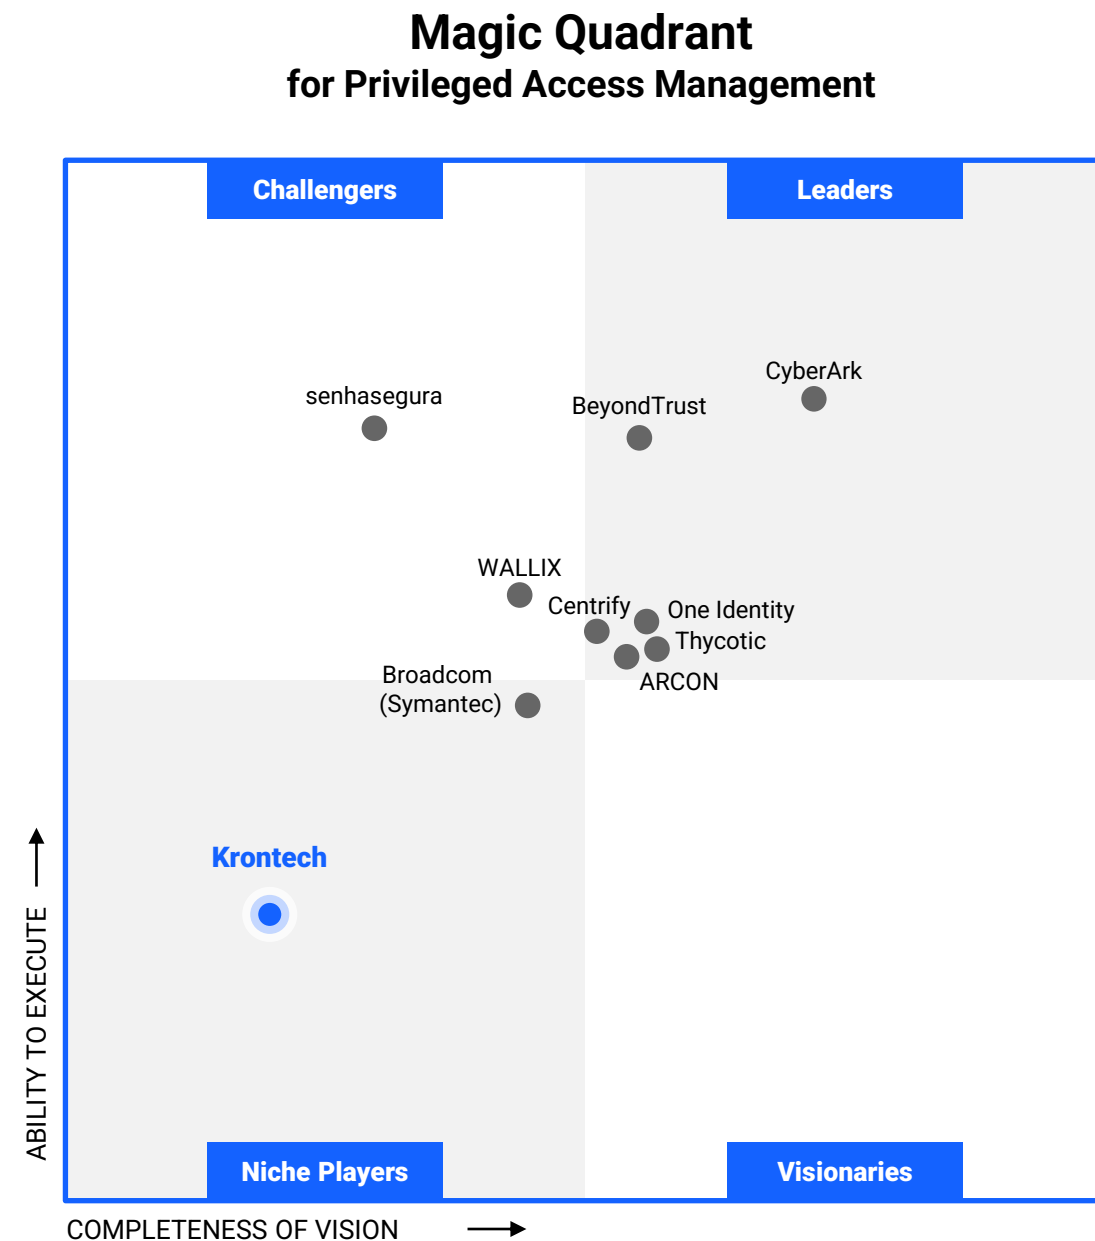 Magic Quadrant
for Privileged Access Management
Challengers
Leaders
CyberArk
senhasegura
BeyondTrust
WALLIX
Centrify
One Identity
Thycotic
ARCON
Broadcom
(Symantec)
Krontech
ABILITY TO EXECUTE
Niche Players
Visionaries
COMPLETENESS OF VISION